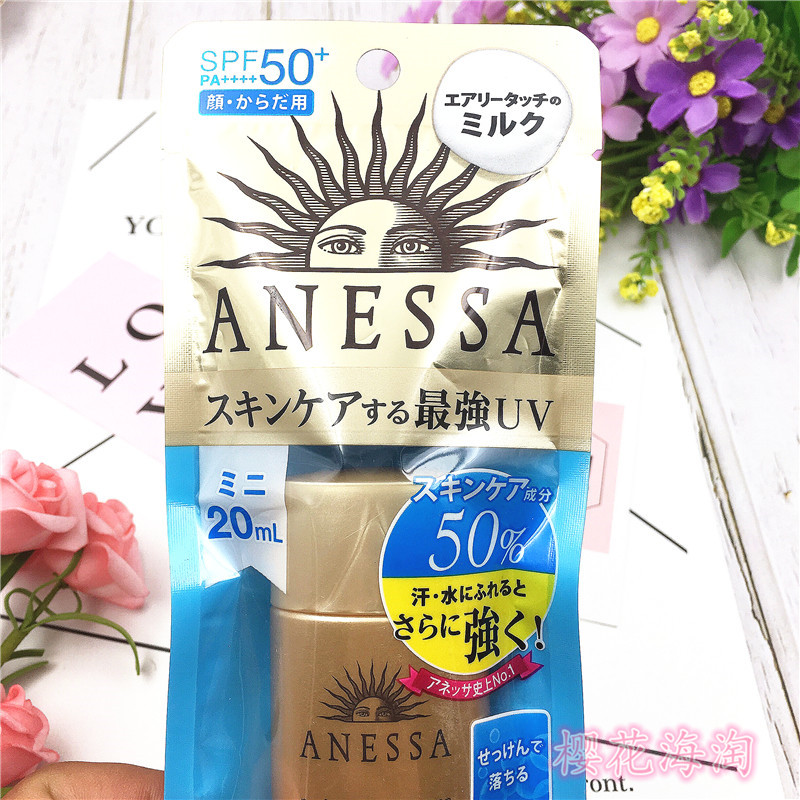 SPF50+
PA++++
顔・からだ用
エアリータッチの
ミルク
ANESSA
スキンケアする最強UV
ミニ
20mL
スキンケア成分
50%
汗・水にふれると
さらに強く!
アネッサ史上No.1
ANESSA
せっけんで
落ちる
YO
LO
樱花海淘
ront.